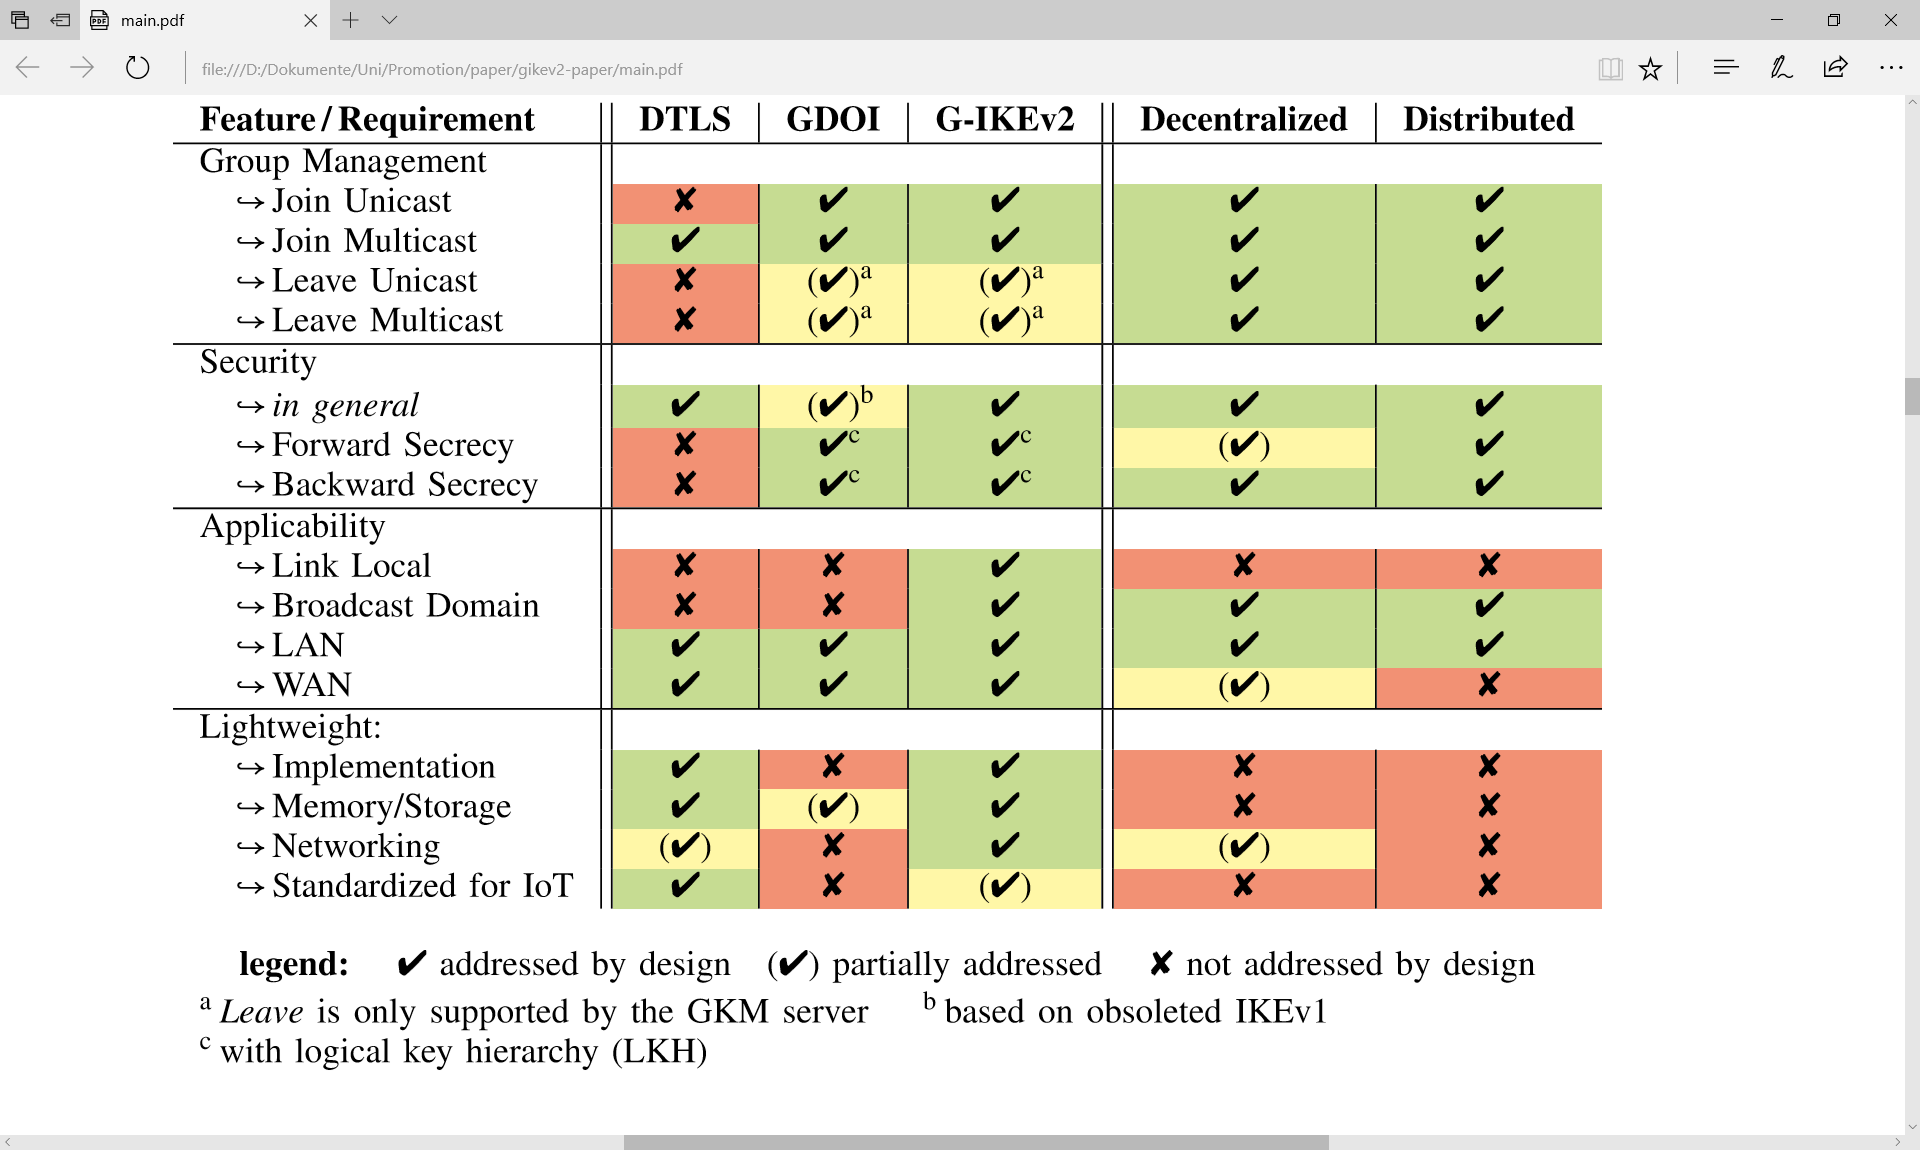 main.pdf
file:///D:/Dokumente/Uni/Promotion/paper/gikev2-paper/main.pdf
Feature / Requirement DTLS GDOI G-IKEv2 Decentralized Distributed
Group Management
↪ Join Unicast ✘ ✔ ✔ ✔ ✔
↪ Join Multicast ✔ ✔ ✔ ✔ ✔
↪ Leave Unicast ✘ (✔)a (✔)a ✔ ✔
↪ Leave Multicast ✘ (✔)a (✔)a ✔ ✔
Security
↪ in general ✔ (✔)b ✔ ✔ ✔
↪ Forward Secrecy ✘ ✔c ✔c (✔) ✔
↪ Backward Secrecy ✘ ✔c ✔c ✔ ✔
Applicability
↪ Link Local ✘ ✘ ✔ ✘ ✘
↪ Broadcast Domain ✘ ✘ ✔ ✔ ✔
↪ LAN ✔ ✔ ✔ ✔ ✔
↪ WAN ✔ ✔ ✔ (✔) ✘
Lightweight:
↪ Implementation ✔ ✘ ✔ ✘ ✘
↪ Memory/Storage ✔ (✔) ✔ ✘ ✘
↪ Networking (✔) ✘ ✔ (✔) ✘
↪ Standardized for IoT ✔ ✘ (✔) ✘ ✘
legend: ✔ addressed by design (✔) partially addressed ✘ not addressed by design
a Leave is only supported by the GKM server b based on obsoleted IKEv1
c with logical key hierarchy (LKH)